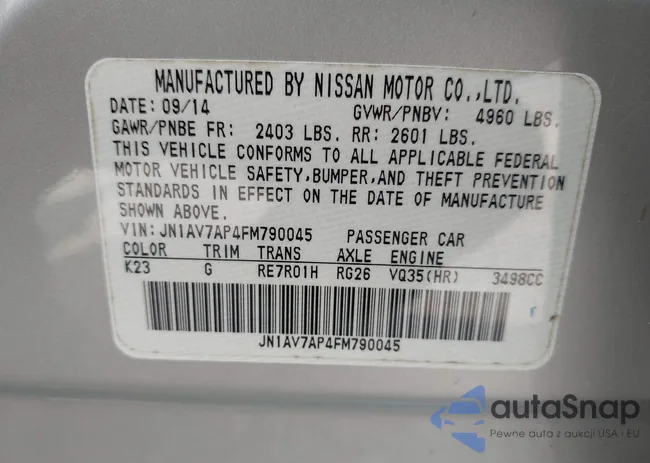 MANUFACTURED BY NISSAN MOTOR CO.,LTD.
DATE: 09/14 GVWR/PNBV: 4960 LBS.
GAWR/PNBE FR: 2403 LBS. RR: 2601 LBS.
THIS VEHICLE CONFORMS TO ALL APPLICABLE FEDERAL
MOTOR VEHICLE SAFETY,BUMPER,AND THEFT PREVENTION
STANDARDS IN EFFECT ON THE DATE OF MANUFACTURE
SHOWN ABOVE.
VIN: JN1AV7AP4FM790045 PASSENGER CAR
COLOR TRIM TRANS AXLE ENGINE
K23 G RE7R01H RG26 VQ35(HR) 3498CC
JN1AV7AP4FM790045
autaSnap
Pewne auta z aukcji USA i EU